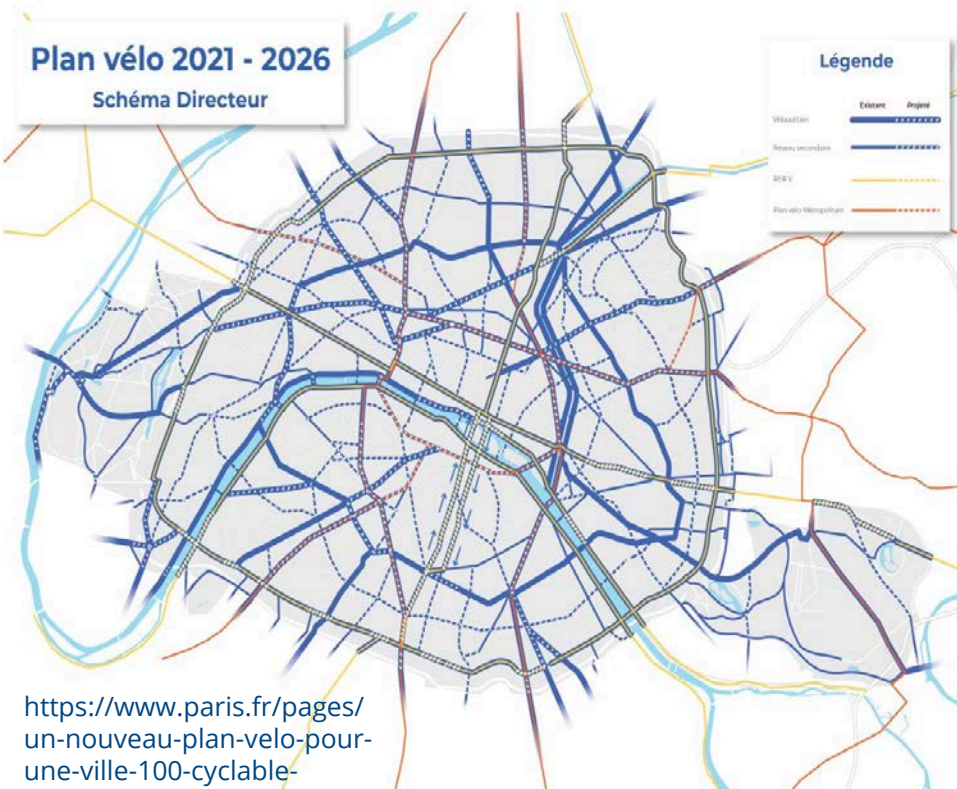 Plan vélo 2021 - 2026
Schéma Directeur
Légende
Existant Projeté
Vélopolitain
Réseau secondaire
RER V
Plan vélo Métropolitain
https://www.paris.fr/pages/
un-nouveau-plan-velo-pour-
une-ville-100-cyclable-